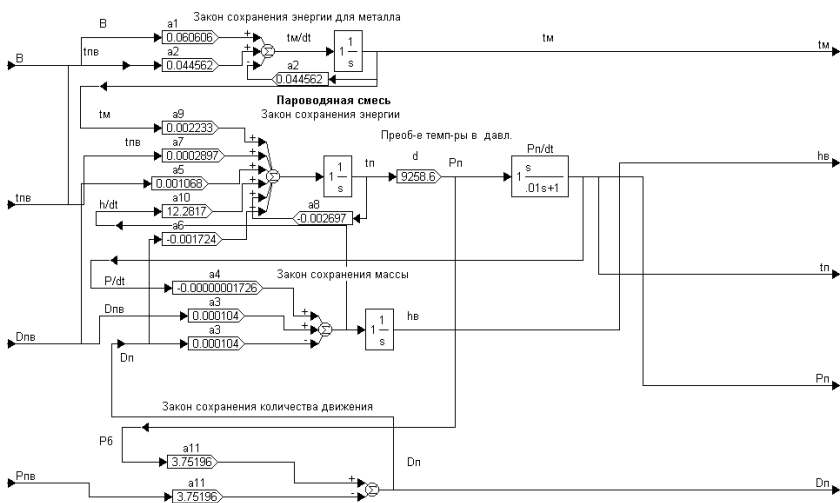 Закон сохранения энергии для металла
В
a1
0.060606
tм/dt
tм
tм
В
tпв
a2
0.044562
+
+
-
Σ
1
1
s
a2
0.044562
Пароводяная смесь
Закон сохранения энергии
tм
a9
0.002233
Преоб-е темп-ры в давл.
hв
tпв
a7
0.0002897
tп
d
9258.6
Pп
Pп/dt
s
.01s+1
a5
0.001068
+
+
+
+
+
+
Σ
1
1
s
tпв
h/dt
a10
12.2817
a8
-0.002697
a6
-0.001724
P/dt
a4
-0.00000001726
Закон сохранения массы
tп
Dпв
a3
0.000104
+
+
-
Σ
1
1
s
hв
Dпв
Dп
a3
0.000104
Pп
Закон сохранения количества движения
Pб
a11
3.75196
Dп
Pпв
a11
3.75196
+
-
Σ
Dп